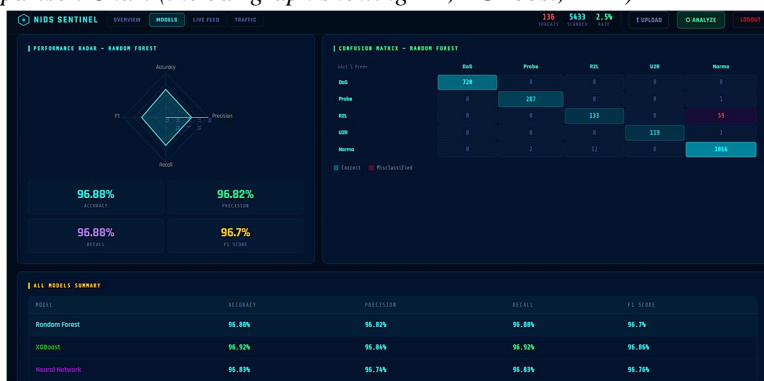 NIDS SENTINEL OVERVIEW MODELS LIVE FEED TRAFFIC 136 THREATS 5433 SCANNED 2.5% RATE UPLOAD ANALYZE LOGOUT
PERFORMANCE RADAR — RANDOM FOREST
Accuracy
F1 Precision
Recall
96.88% 96.82%
ACCURACY PRECISION
96.88% 96.7%
RECALL F1 SCORE
CONFUSION MATRIX — RANDOM FOREST
DoS Probe R2L U2R Norma
DoS 720 0 0 0 0
Probe 0 287 0 0 1
R2L 0 0 133 0 59
U2R 0 0 0 119 1
Norma 0 2 12 0 1066
Correct Misclassified
ALL MODELS SUMMARY
MODEL ACCURACY PRECISION RECALL F1 SCORE
Random Forest 96.88% 96.82% 96.88% 96.7%
XGBoost 96.92% 96.84% 96.92% 96.86%
Neural Network 96.83% 96.74% 96.83% 96.76%